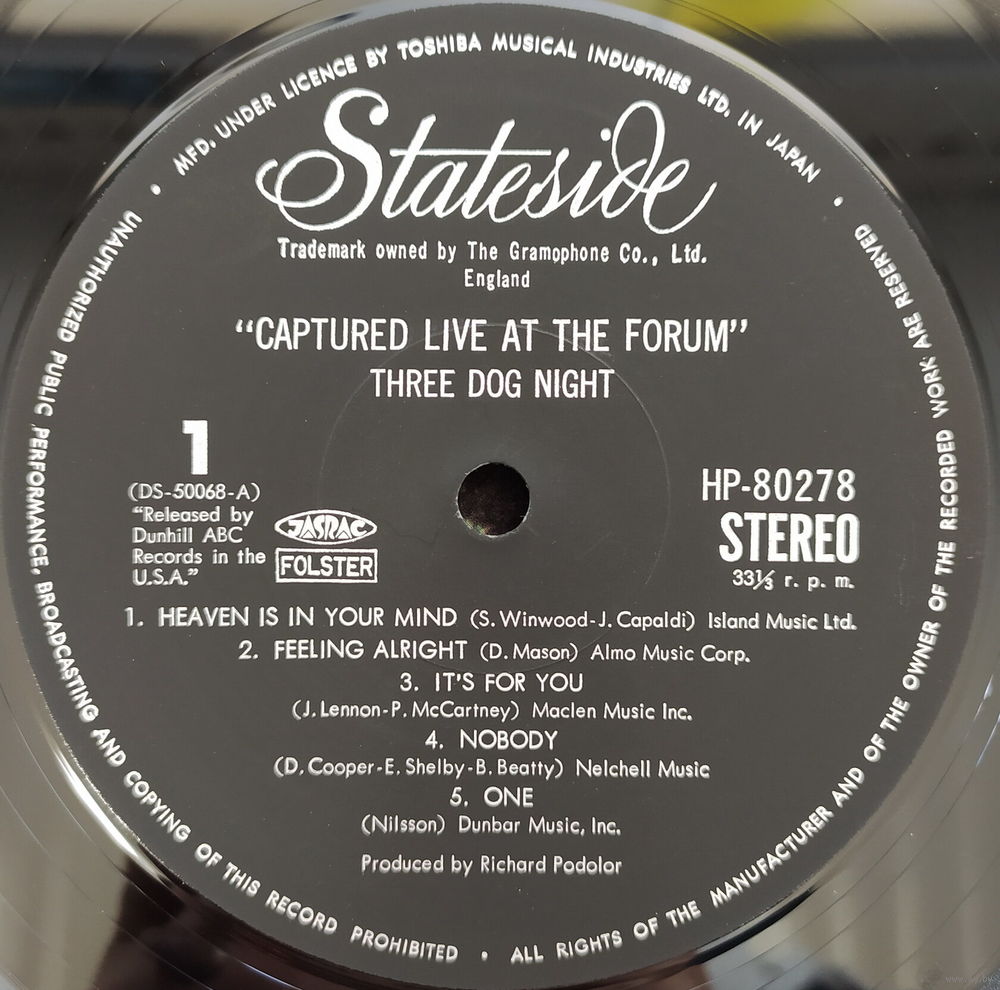 MFD. UNDER LICENCE BY TOSHIBA MUSICAL INDUSTRIES LTD. IN JAPAN •
Stateside
Trademark owned by The Gramophone Co., Ltd.
England
“CAPTURED LIVE AT THE FORUM”
THREE DOG NIGHT
1
(DS-50068-A)
“Released by
Dunhill ABC
Records in the
U.S.A.”
JASRAC
FOLSTER
HP-80278
STEREO
33⅓ r. p. m.
1. HEAVEN IS IN YOUR MIND (S. Winwood-J. Capaldi) Island Music Ltd.
2. FEELING ALRIGHT (D. Mason) Almo Music Corp.
3. IT'S FOR YOU
(J. Lennon-P. McCartney) Maclen Music Inc.
4. NOBODY
(D. Cooper-E. Shelby-B. Beatty) Nelchell Music
5. ONE
(Nilsson) Dunbar Music, Inc.
Produced by Richard Podolor
UNAUTHORIZED PUBLIC PERFORMANCE, BROADCASTING AND COPYING OF THIS RECORD PROHIBITED •
ALL RIGHTS OF THE MANUFACTURER AND OF THE OWNER OF THE RECORDED WORK ARE RESERVED •